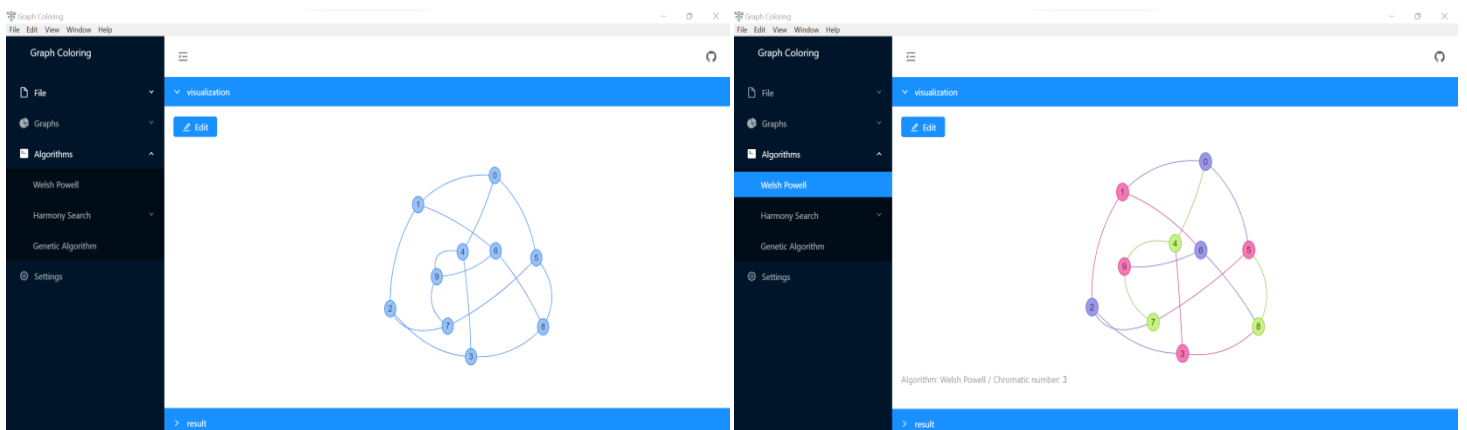 Graph Coloring
File Edit View Window Help
Graph Coloring
File
Graphs
Algorithms
Welsh Powell
Harmony Search
Genetic Algorithm
Settings
visualization
Edit
0
1
4
6
5
9
2
7
8
3
result
Graph Coloring
File Edit View Window Help
Graph Coloring
File
Graphs
Algorithms
Welsh Powell
Harmony Search
Genetic Algorithm
Settings
visualization
Edit
0
1
4
6
5
9
2
7
8
3
Algorithm: Welsh Powell / Chromatic number: 3
result